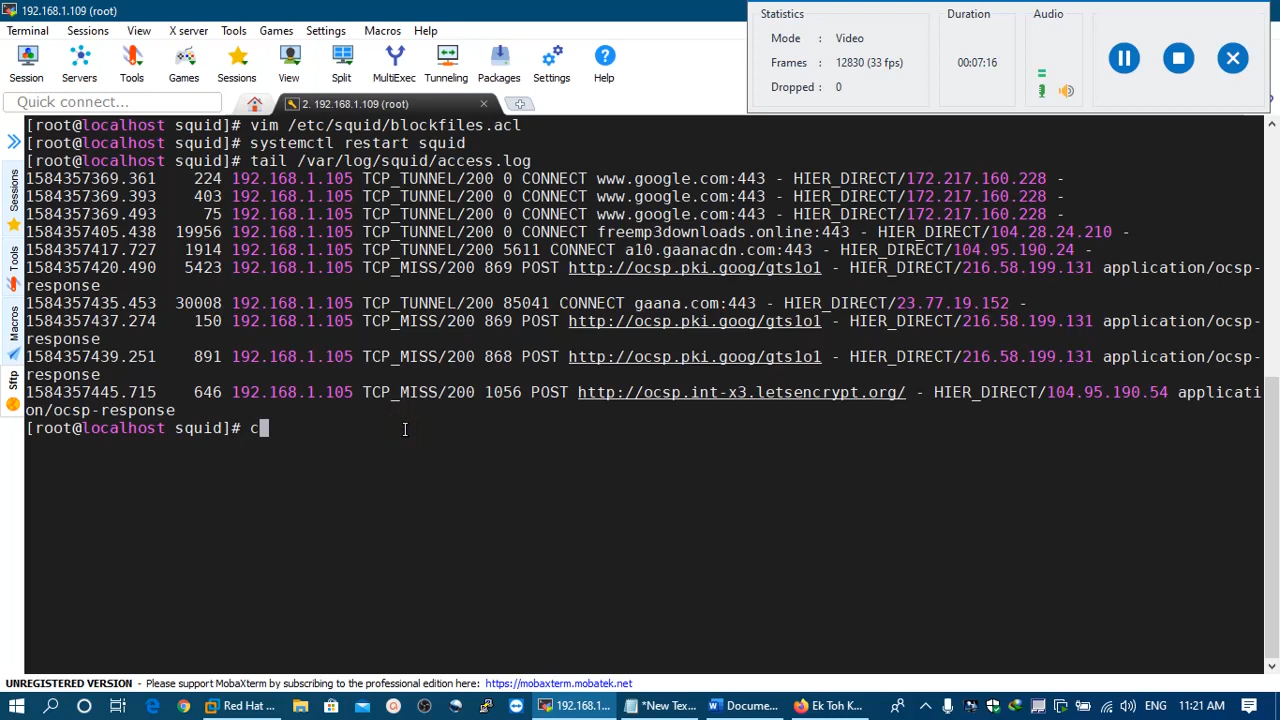 192.168.1.109 (root)
Terminal Sessions View X server Tools Games Settings Macros Help
Session Servers Tools Games Sessions View Split MultiExec Tunneling Packages Settings Help
Statistics
Mode : Video
Frames : 12830 (33 fps)
Dropped : 0
Duration
00:07:16
Audio
Quick connect...
2. 192.168.1.109 (root)
Sessions
Tools
Macros
Sftp
[root@localhost squid]# vim /etc/squid/blockfiles.acl
[root@localhost squid]# systemctl restart squid
[root@localhost squid]# tail /var/log/squid/access.log
1584357369.361 224 192.168.1.105 TCP_TUNNEL/200 0 CONNECT www.google.com:443 - HIER_DIRECT/172.217.160.228 -
1584357369.393 403 192.168.1.105 TCP_TUNNEL/200 0 CONNECT www.google.com:443 - HIER_DIRECT/172.217.160.228 -
1584357369.493 75 192.168.1.105 TCP_TUNNEL/200 0 CONNECT www.google.com:443 - HIER_DIRECT/172.217.160.228 -
1584357405.438 19956 192.168.1.105 TCP_TUNNEL/200 0 CONNECT freemp3downloads.online:443 - HIER_DIRECT/104.28.24.210 -
1584357417.727 1914 192.168.1.105 TCP_TUNNEL/200 5611 CONNECT a10.gaanacdn.com:443 - HIER_DIRECT/104.95.190.24 -
1584357420.490 5423 192.168.1.105 TCP_MISS/200 869 POST http://ocsp.pki.goog/gts1o1 - HIER_DIRECT/216.58.199.131 application/ocsp-
response
1584357435.453 30008 192.168.1.105 TCP_TUNNEL/200 85041 CONNECT gaana.com:443 - HIER_DIRECT/23.77.19.152 -
1584357437.274 150 192.168.1.105 TCP_MISS/200 869 POST http://ocsp.pki.goog/gts1o1 - HIER_DIRECT/216.58.199.131 application/ocsp-
response
1584357439.251 891 192.168.1.105 TCP_MISS/200 868 POST http://ocsp.pki.goog/gts1o1 - HIER_DIRECT/216.58.199.131 application/ocsp-
response
1584357445.715 646 192.168.1.105 TCP_MISS/200 1056 POST http://ocsp.int-x3.letsencrypt.org/ - HIER_DIRECT/104.95.190.54 applicati
on/ocsp-response
[root@localhost squid]# c
UNREGISTERED VERSION - Please support MobaXterm by subscribing to the professional edition here: https://mobaxterm.mobatek.net
Red Hat ... 192.168.1... *New Tex... Docume... Ek Toh K... ENG 11:21 AM